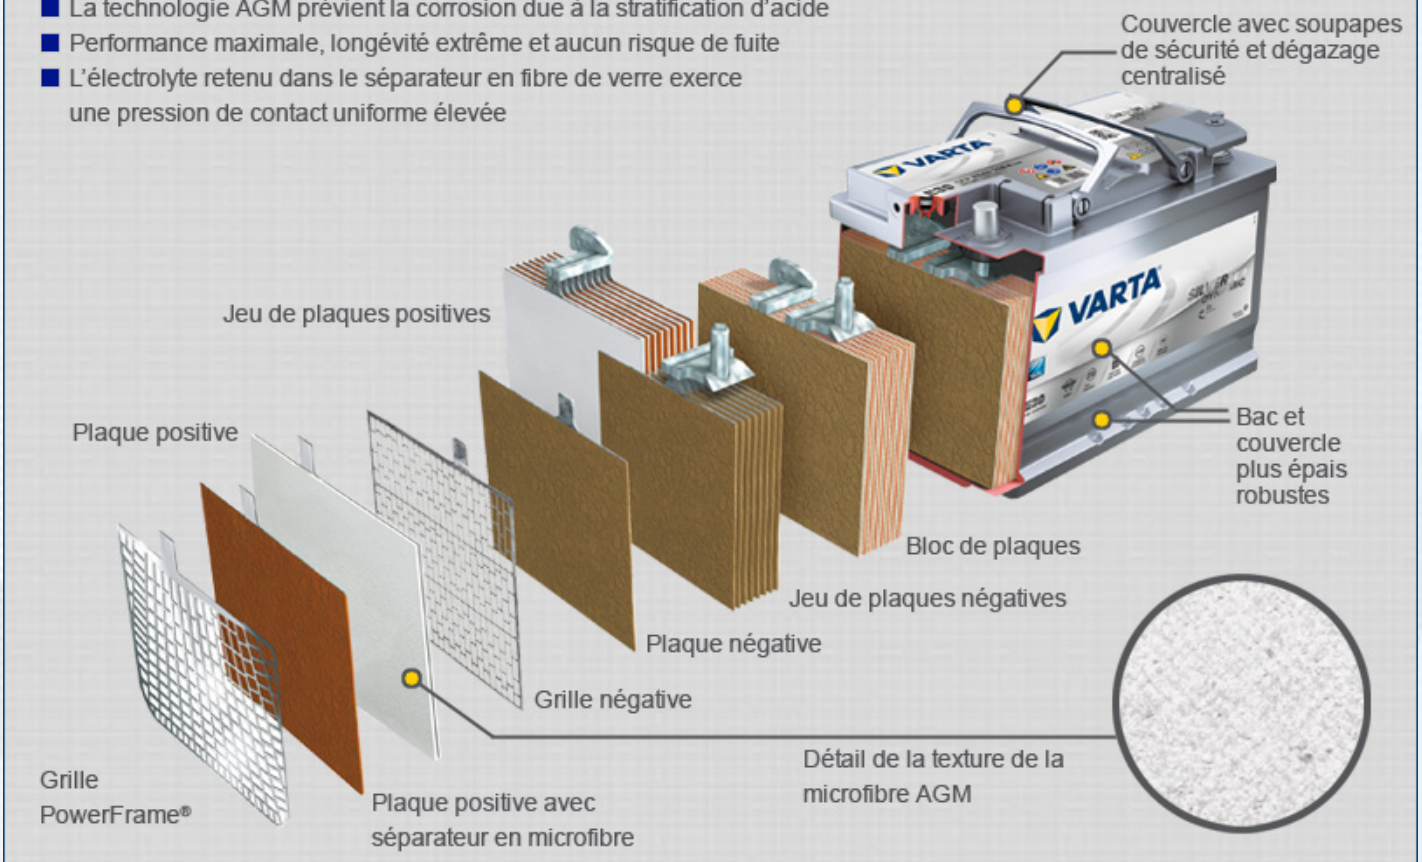 La technologie AGM prévient la corrosion due à la stratification d'acide
Performance maximale, longévité extrême et aucun risque de fuite
L'électrolyte retenu dans le séparateur en fibre de verre exerce
une pression de contact uniforme élevée
Couvercle avec soupapes
de sécurité et dégazage
centralisé
VARTA
E39
VARTA
SILVER
Jeu de plaques positives
Plaque positive
Bac et
couvercle
plus épais
robustes
Bloc de plaques
Jeu de plaques négatives
Plaque négative
Grille négative
Détail de la texture de la
microfibre AGM
Grille
PowerFrame®
Plaque positive avec
séparateur en microfibre